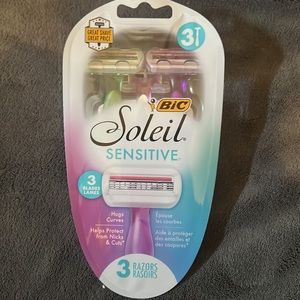 GREAT SHAVE
GREAT PRICE!
3
BIC
Soleil
SENSITIVE
3
BLADES
LAMES
Hugs
Curves
Helps Protect
from Nicks
& Cuts*
Épouse
les courbes
Aide à protéger
des entailles et
des coupures*
3 RAZORS
RASOIRS